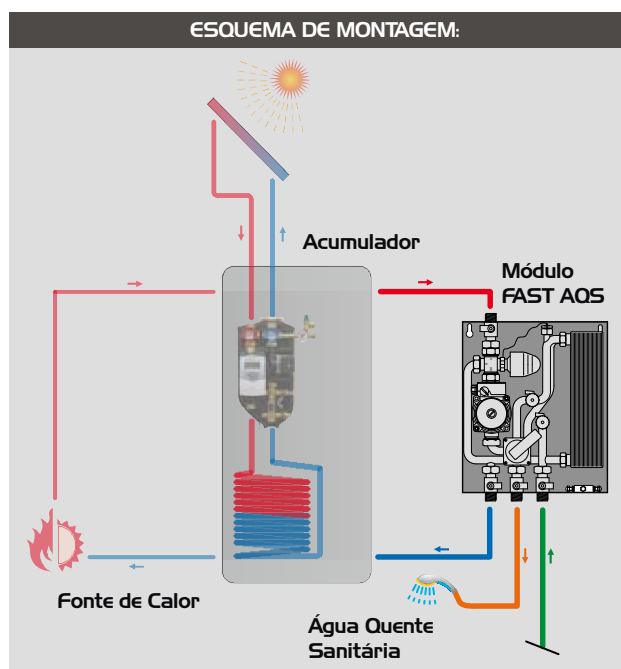 ESQUEMA DE MONTAGEM:
Acumulador
Módulo
FAST AQS
Fonte de Calor
Água Quente
Sanitária